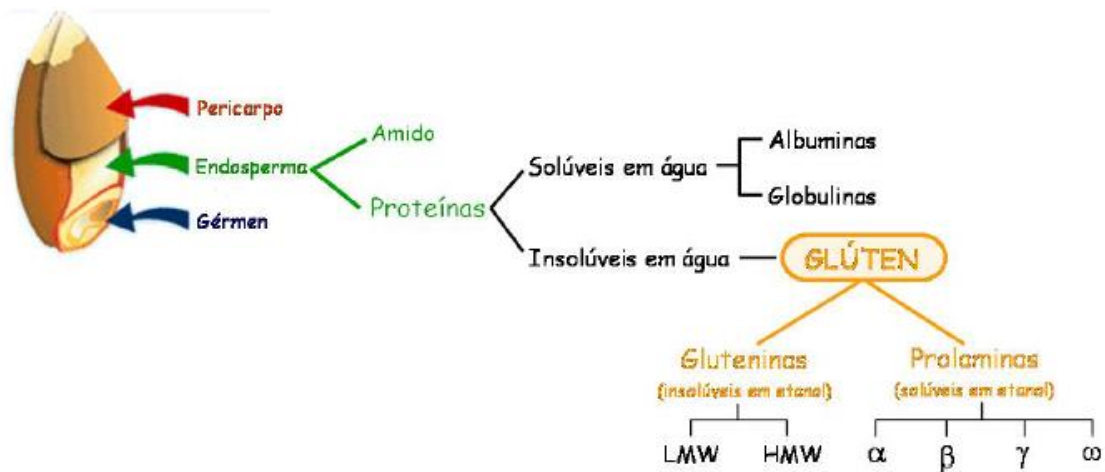 Pericarpo
Endosperma
Gérmen
Amido
Proteínas
Solúveis em água
Insolúveis em água
Albuminas
Globulinas
GLÚTEN
Gluteninas
(insolúveis em etanol)
Prolaminas
(solúveis em etanol)
LMW
HMW
α
β
γ
ω